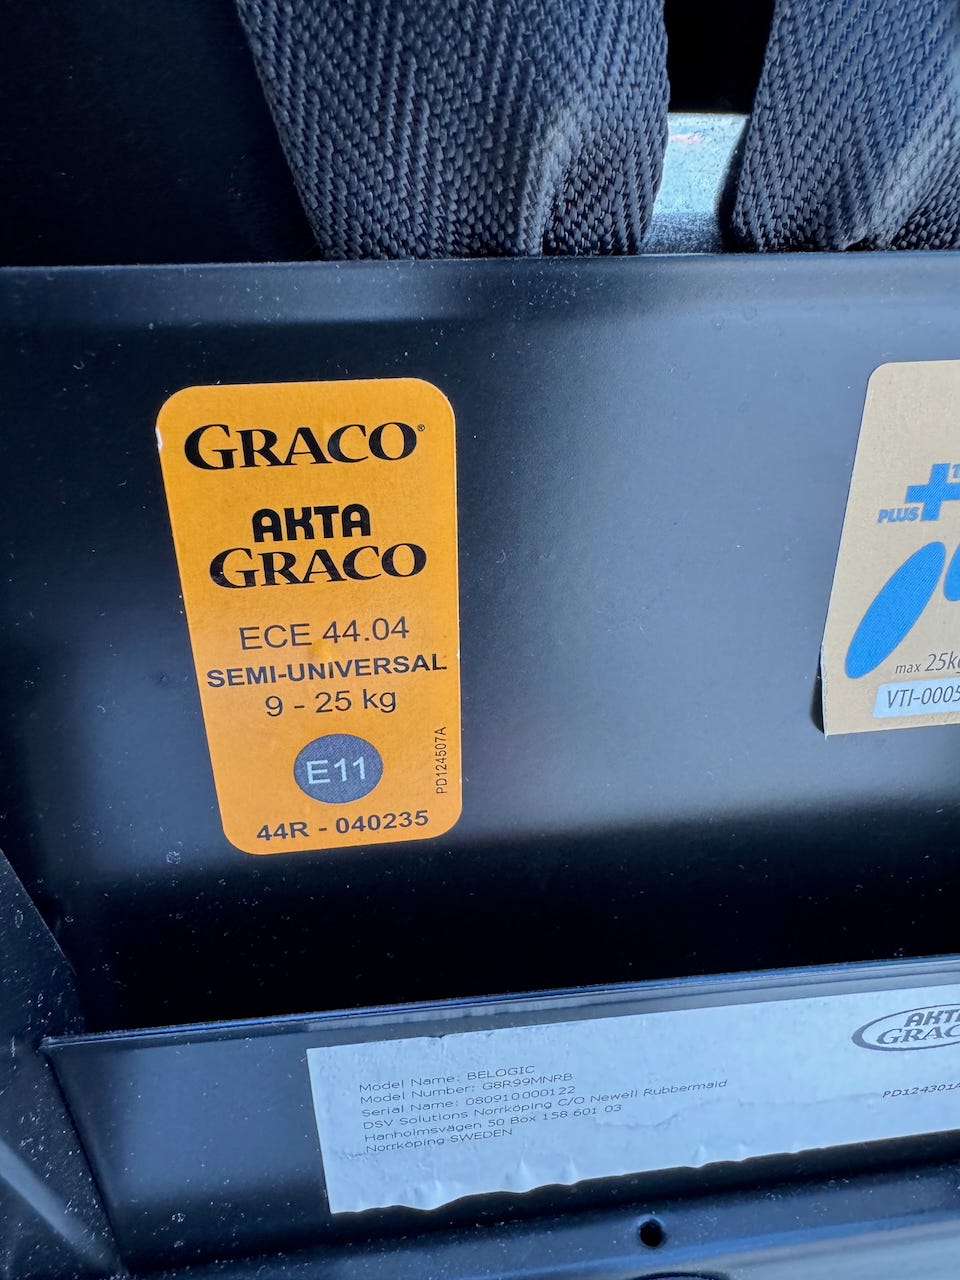 GRACO®
AKTA
GRACO
ECE 44.04
SEMI-UNIVERSAL
9 - 25 kg
E11
PD124507A
44R - 040235
PLUS
max 25kg
VTI-0005
AKTA
GRACO
PD124301A
Model Name: BELOGIC
Model Number: G8R99MNRB
Serial Name: 080910000122
DSV Solutions Norrköping C/O Newell Rubbermaid
Hanholmsvägen 50 Box 158 601 03
Norrköping SWEDEN